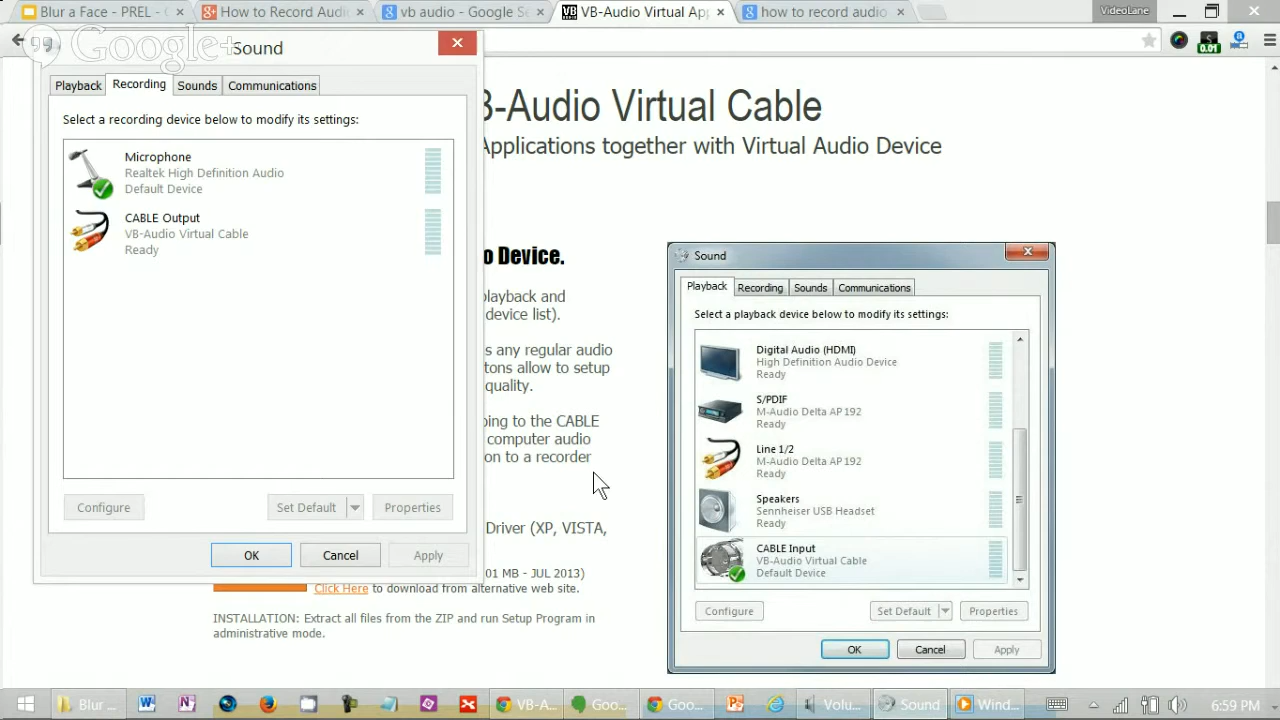 Blur a Face - PREL - G
How to Record Audio
vb audio - Google Se
VB-Audio Virtual App
how to record audio
VideoLane
Google+
Sound
0.01
Playback
Recording
Sounds
Communications
Select a recording device below to modify its settings:
Microphone
Realtek High Definition Audio
Default Device
CABLE Output
VB-Audio Virtual Cable
Ready
Configure
Set Default
Properties
OK
Cancel
Apply
B-Audio Virtual Cable
Applications together with Virtual Audio Device
o Device.
playback and
device list).
s any regular audio
tons allow to setup
quality.
ping to the CABLE
computer audio
on to a recorder
Driver (XP, VISTA,
01 MB - JUL 2013)
Click Here to download from alternative web site.
INSTALLATION: Extract all files from the ZIP and run Setup Program in
administrative mode.
Sound
Playback
Recording
Sounds
Communications
Select a playback device below to modify its settings:
Digital Audio (HDMI)
High Definition Audio Device
Ready
S/PDIF
M-Audio Delta AP 192
Ready
Line 1/2
M-Audio Delta AP 192
Ready
Speakers
Sennheiser USB Headset
Ready
CABLE Input
VB-Audio Virtual Cable
Default Device
Configure
Set Default
Properties
OK
Cancel
Apply
Blur ...
VB-A...
Goo...
Goo...
Volu...
Sound
Wind...
6:59 PM